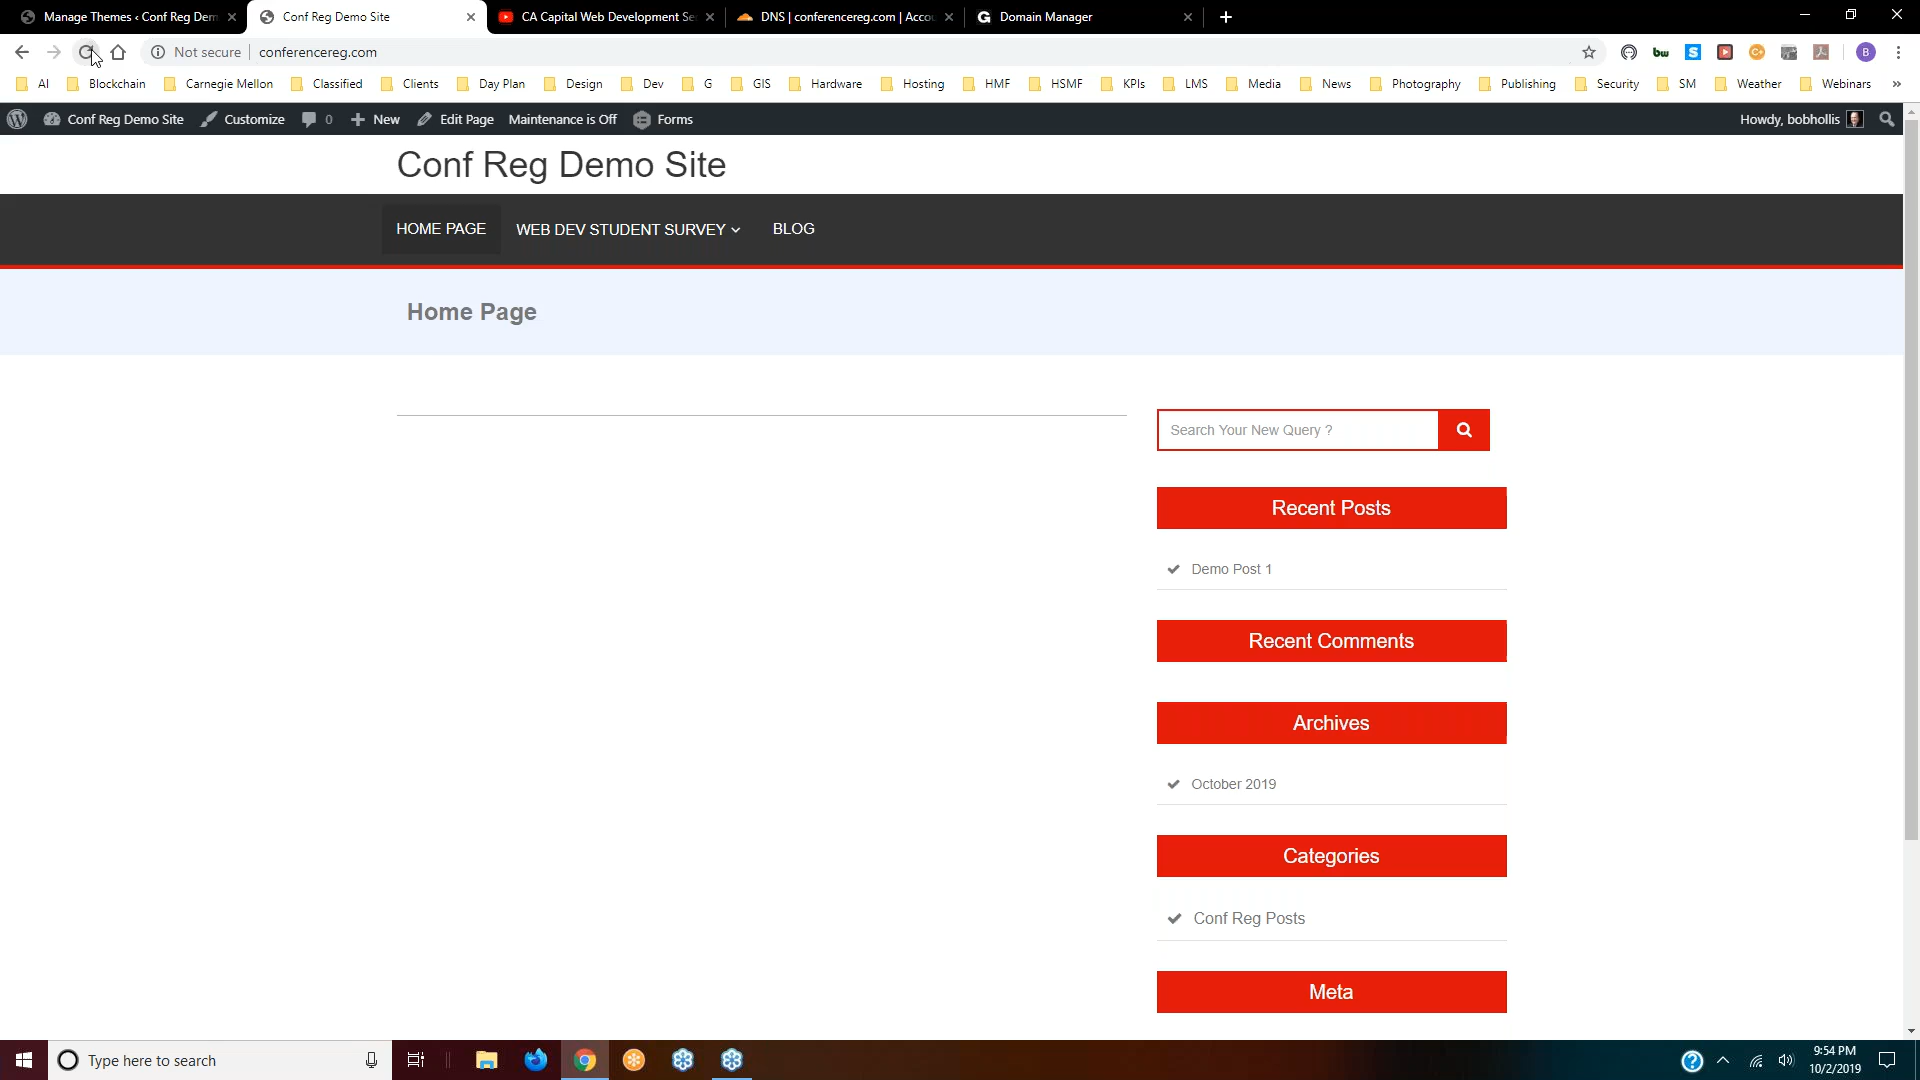 Manage Themes ‹ Conf Reg Dem
Conf Reg Demo Site
CA Capital Web Development Se
DNS | conferencereg.com | Accou
Domain Manager
Not secure | conferencereg.com
AI Blockchain Carnegie Mellon Classified Clients Day Plan Design Dev G GIS Hardware Hosting HMF HSMF KPIs LMS Media News Photography Publishing Security SM Weather Webinars »
Conf Reg Demo Site Customize 0 New Edit Page Maintenance is Off Forms Howdy, bobhollis
Conf Reg Demo Site
HOME PAGE WEB DEV STUDENT SURVEY BLOG
Home Page
Search Your New Query ?
Recent Posts
Demo Post 1
Recent Comments
Archives
October 2019
Categories
Conf Reg Posts
Meta
Type here to search
9:54 PM
10/2/2019